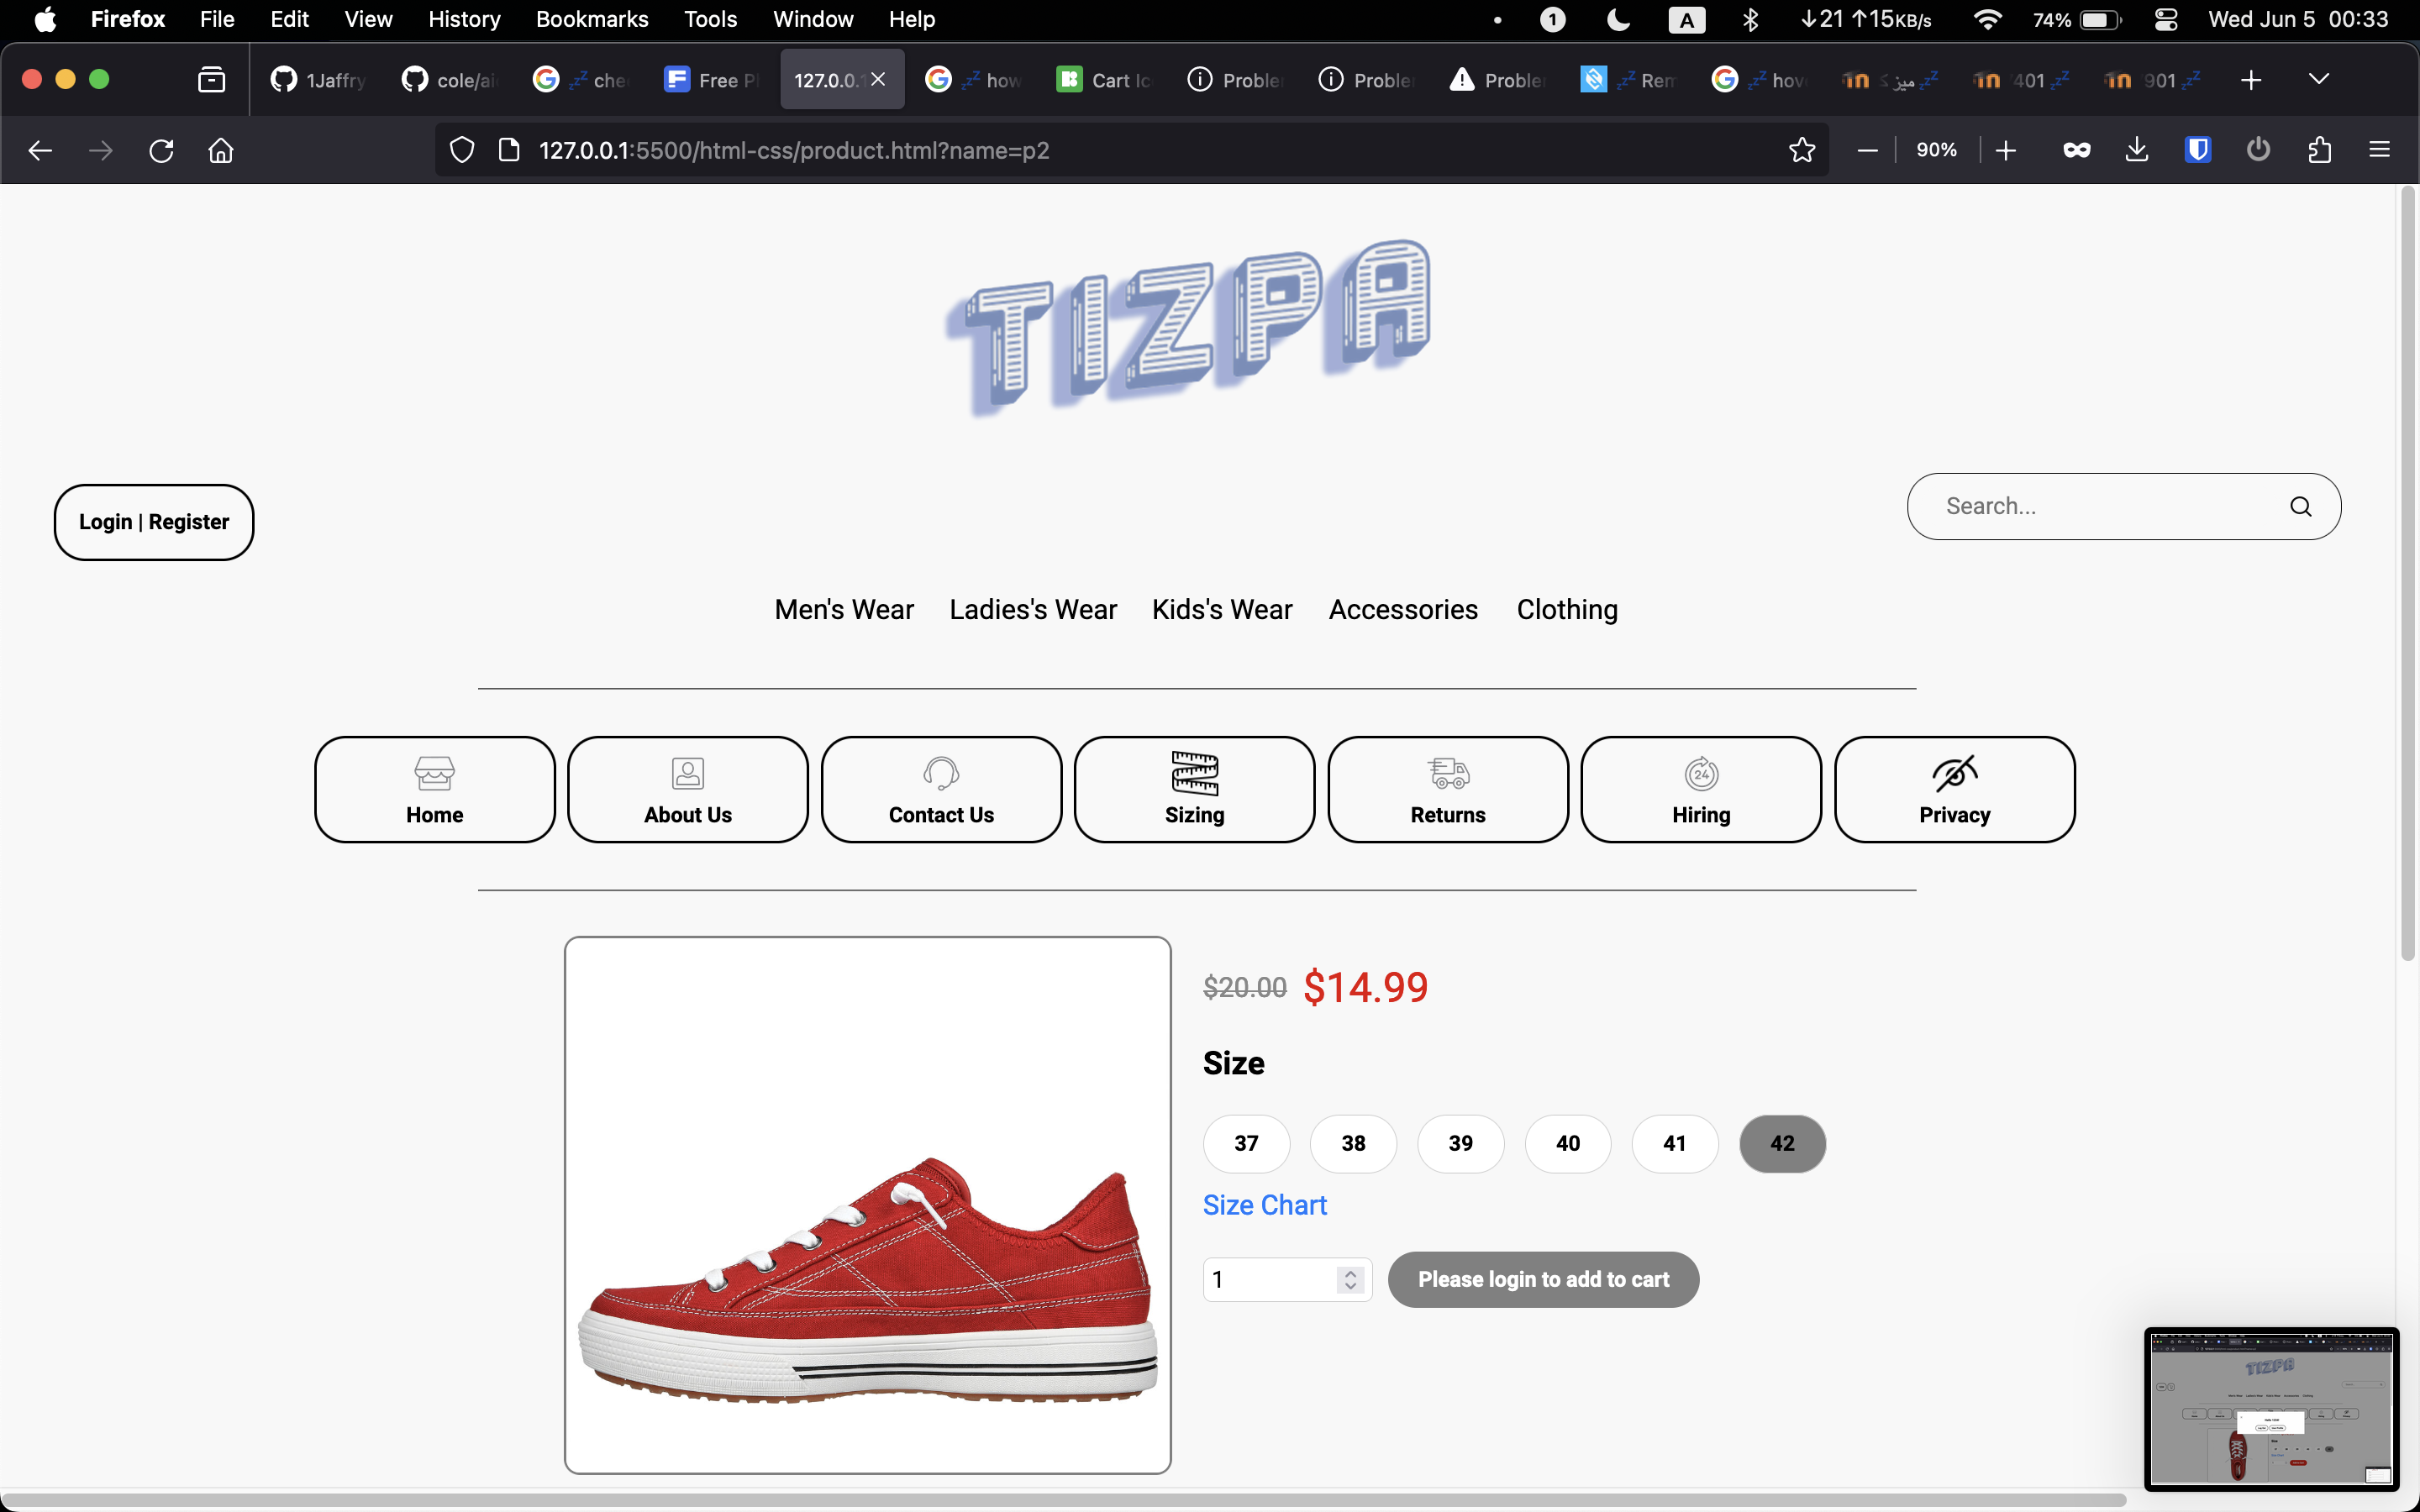 Firefox File Edit View History Bookmarks Tools Window Help 1 A ↓21 ↑15KB/s 74% Wed Jun 5 00:33
1Jaffry cole/ai che Free P 127.0.0. how Cart Ic Proble Proble Proble Rem hov میز 401 901
127.0.0.1:5500/html-css/product.html?name=p2 90%
TIZPA
Login | Register
Search...
Men's Wear Ladies's Wear Kids's Wear Accessories Clothing
24
Home About Us Contact Us Sizing Returns Hiring Privacy
$20.00 $14.99
Size
37 38 39 40 41 42
Size Chart
1 Please login to add to cart
TIZPA